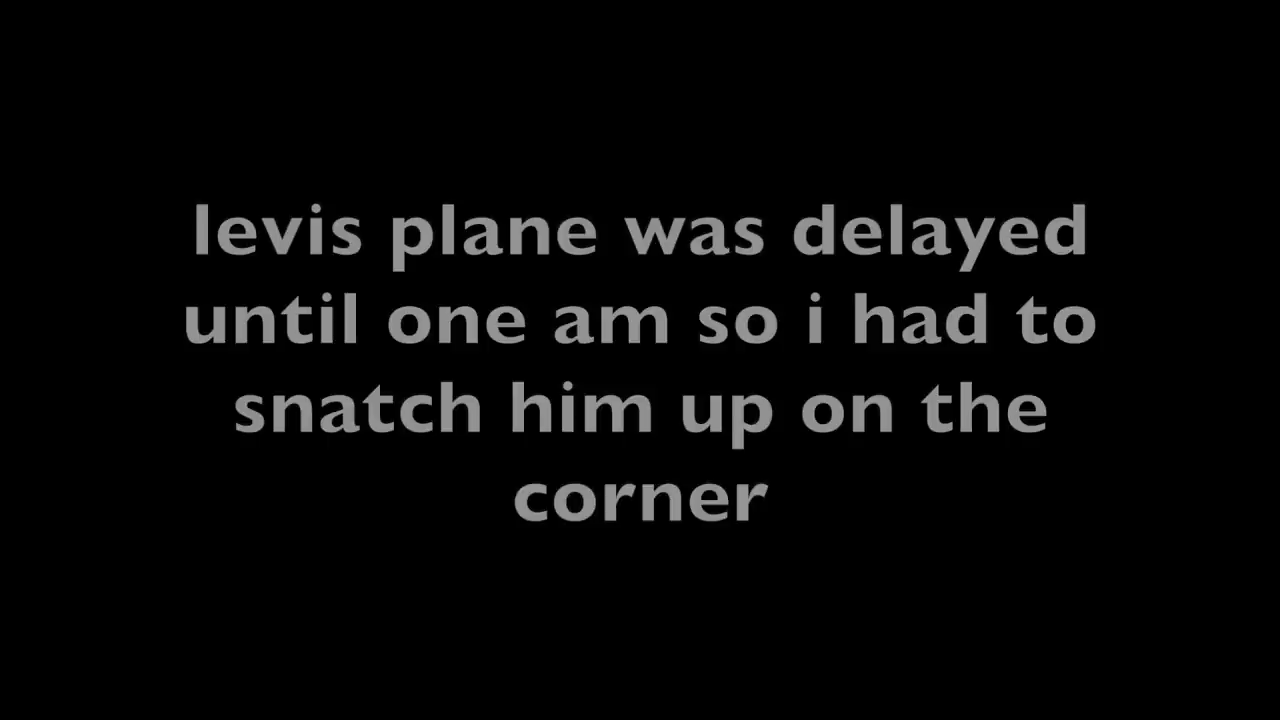 levis plane was delayed
until one am so i had to
snatch him up on the
corner